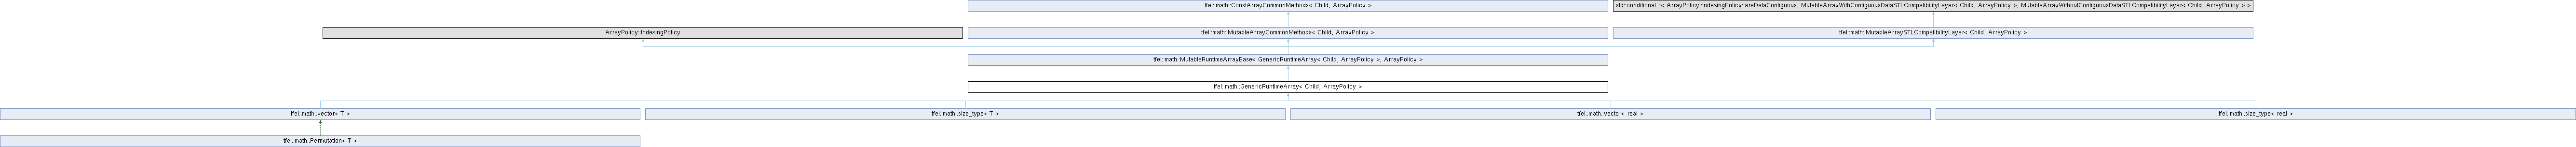 tfel::math::ConstArrayCommonMethods< Child, ArrayPolicy >
std::conditional_t< ArrayPolicy::IndexingPolicy::areDataContiguous, MutableArrayWithContiguousDataSTLCompatibilityLayer< Child, ArrayPolicy >, MutableArrayWithoutContiguousDataSTLCompatibilityLayer< Child, ArrayPolicy > >
ArrayPolicy::IndexingPolicy
tfel::math::MutableArrayCommonMethods< Child, ArrayPolicy >
tfel::math::MutableArraySTLCompatibilityLayer< Child, ArrayPolicy >
tfel::math::MutableRuntimeArrayBase< GenericRuntimeArray< Child, ArrayPolicy >, ArrayPolicy >
tfel::math::GenericRuntimeArray< Child, ArrayPolicy >
tfel::math::vector< T >
tfel::math::size_type< T >
tfel::math::vector< real >
tfel::math::size_type< real >
tfel::math::Permutation< T >